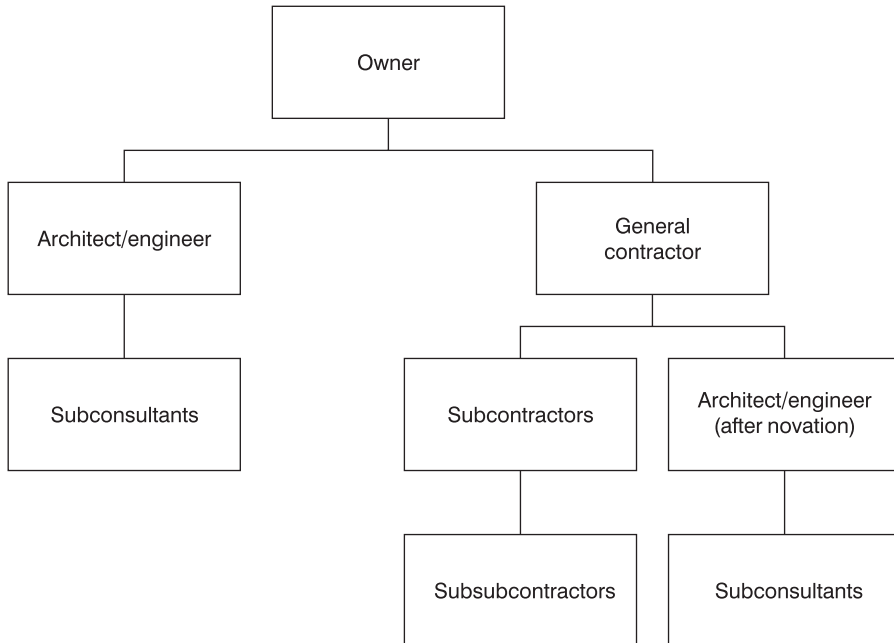 Owner
Architect/engineer
General
contractor
Subconsultants
Subcontractors
Architect/engineer
(after novation)
Subsubcontractors
Subconsultants